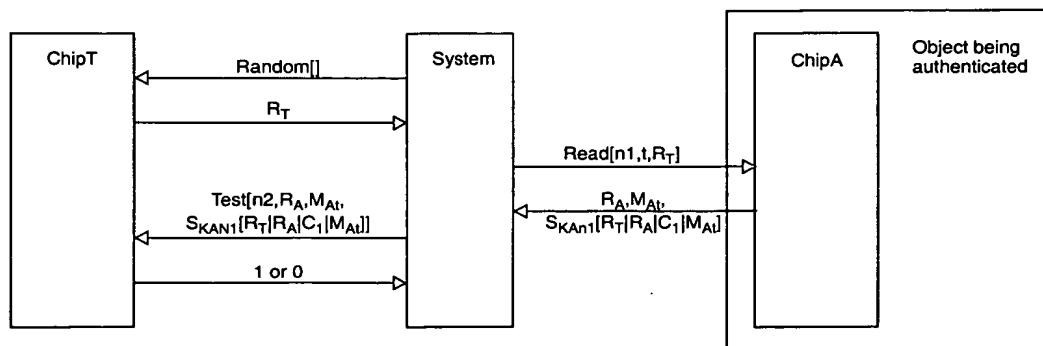 ChipT
System
ChipA
Object being
authenticated
Random[]
R_T
Read[n1,t,R_T]
Test[n2,R_A,M_At,
S_KAN1[R_T|R_A|C_1|M_At]]
R_A,M_At,
S_KAn1[R_T|R_A|C_1|M_At]
1 or 0